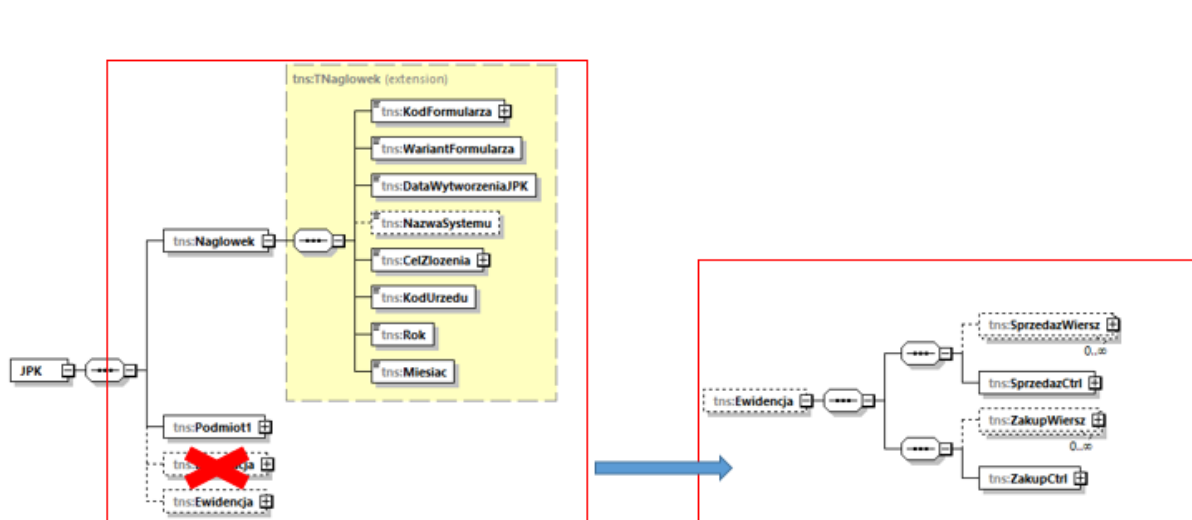 tns:TNaglowek (extension)
tns:KodFormularza
tns:WariantFormularza
tns:DataWytworzeniaJPK
tns:NazwaSystemu
tns:Naglowek
tns:CelZlozenia
tns:KodUrzedu
tns:Rok
tns:Miesiac
JPK
tns:Podmiot1
tns:
tns:Ewidencja
tns:SprzedazWiersz
0..∞
tns:SprzedazCtrl
tns:Ewidencja
tns:ZakupWiersz
0..∞
tns:ZakupCtrl